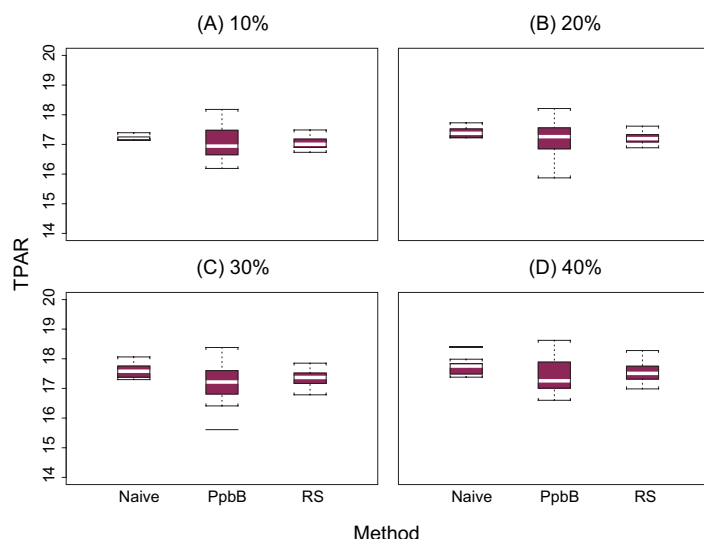 (A) 10%
(B) 20%
20
19
18
17
16
15
14
(C) 30%
(D) 40%
20
19
18
17
16
15
14
TPAR
Naive PpbB RS
Naive PpbB RS
Method